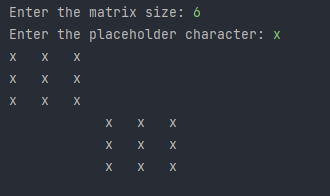 Enter the matrix size: 6
Enter the placeholder character: x
x   x   x
x   x   x
x   x   x
            x   x   x
            x   x   x
            x   x   x